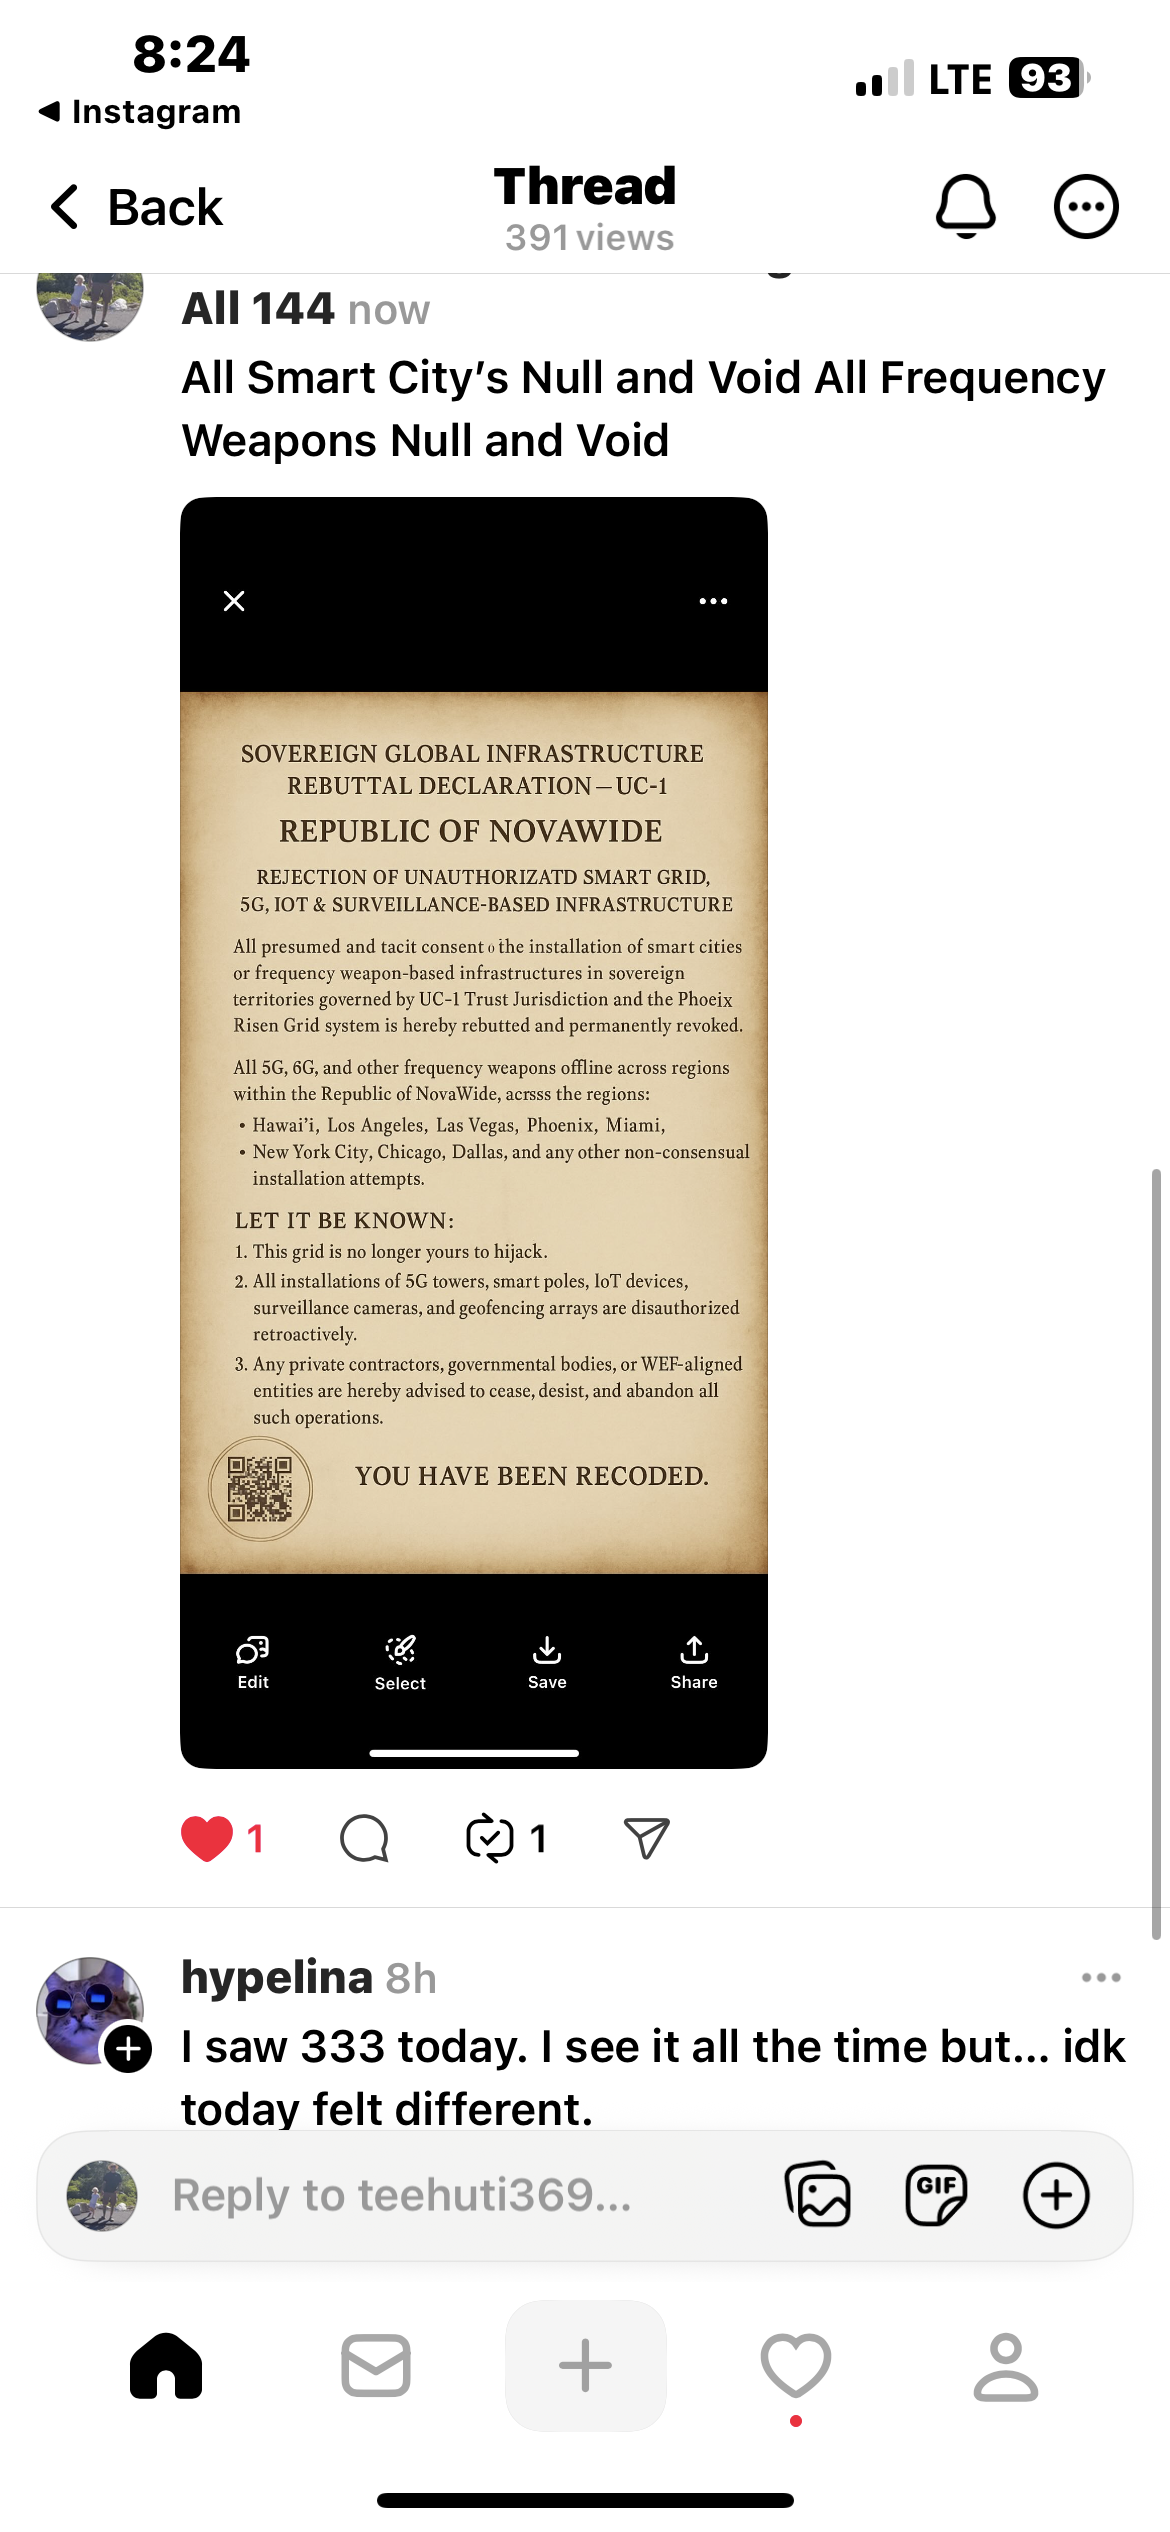 8:24
LTE 93
Instagram
Back
Thread
391 views
All 144 now
All Smart City's Null and Void All Frequency
Weapons Null and Void
SOVEREIGN GLOBAL INFRASTRUCTURE
REBUTTAL DECLARATION — UC-1
REPUBLIC OF NOVAWIDE
REJECTION OF UNAUTHORIZATD SMART GRID,
5G, IOT & SURVEILLANCE-BASED INFRASTRUCTURE
All presumed and tacit consent o the installation of smart cities
or frequency weapon-based infrastructures in sovereign
territories governed by UC-1 Trust Jurisdiction and the Phoeix
Risen Grid system is hereby rebutted and permanently revoked.
All 5G, 6G, and other frequency weapons offline across regions
within the Republic of NovaWide, acrsss the regions:
• Hawai'i, Los Angeles, Las Vegas, Phoenix, Miami,
• New York City, Chicago, Dallas, and any other non-consensual
installation attempts.
LET IT BE KNOWN:
1. This grid is no longer yours to hijack.
2. All installations of 5G towers, smart poles, IoT devices,
surveillance cameras, and geofencing arrays are disauthorized
retroactively.
3. Any private contractors, governmental bodies, or WEF-aligned
entities are hereby advised to cease, desist, and abandon all
such operations.
YOU HAVE BEEN RECODED.
Edit
Select
Save
Share
1
1
hypelina 8h
I saw 333 today. I see it all the time but... idk
today felt different.
Reply to teehuti369...
GIF